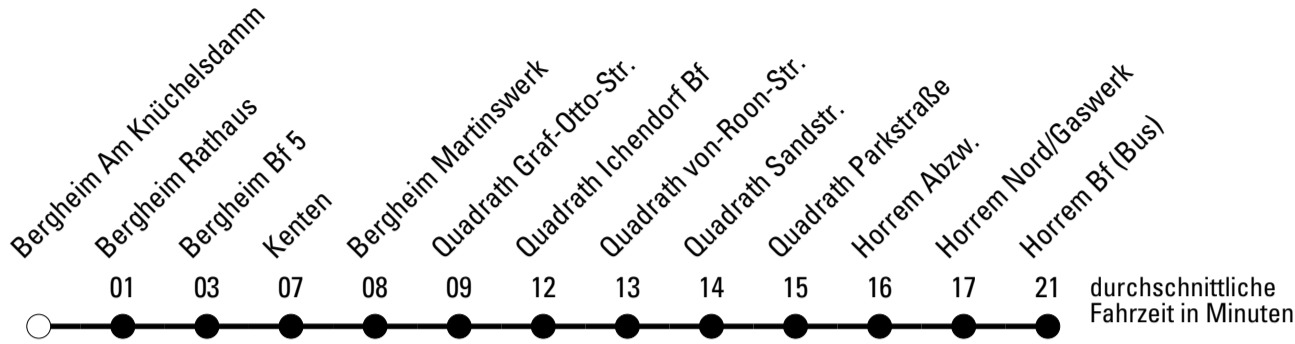 Bergheim Am Knüchelsdamm
Bergheim Rathaus
Bergheim Bf 5
Kenten
Bergheim Martinswerk
Quadrath Graf-Otto-Str.
Quadrath Ichendorf Bf
Quadrath von-Roon-Str.
Quadrath Sandstr.
Quadrath Parkstraße
Horrem Abzw.
Horrem Nord/Gaswerk
Horrem Bf (Bus)
01 03 07 08 09 12 13 14 15 16 17 21
durchschnittliche
Fahrzeit in Minuten